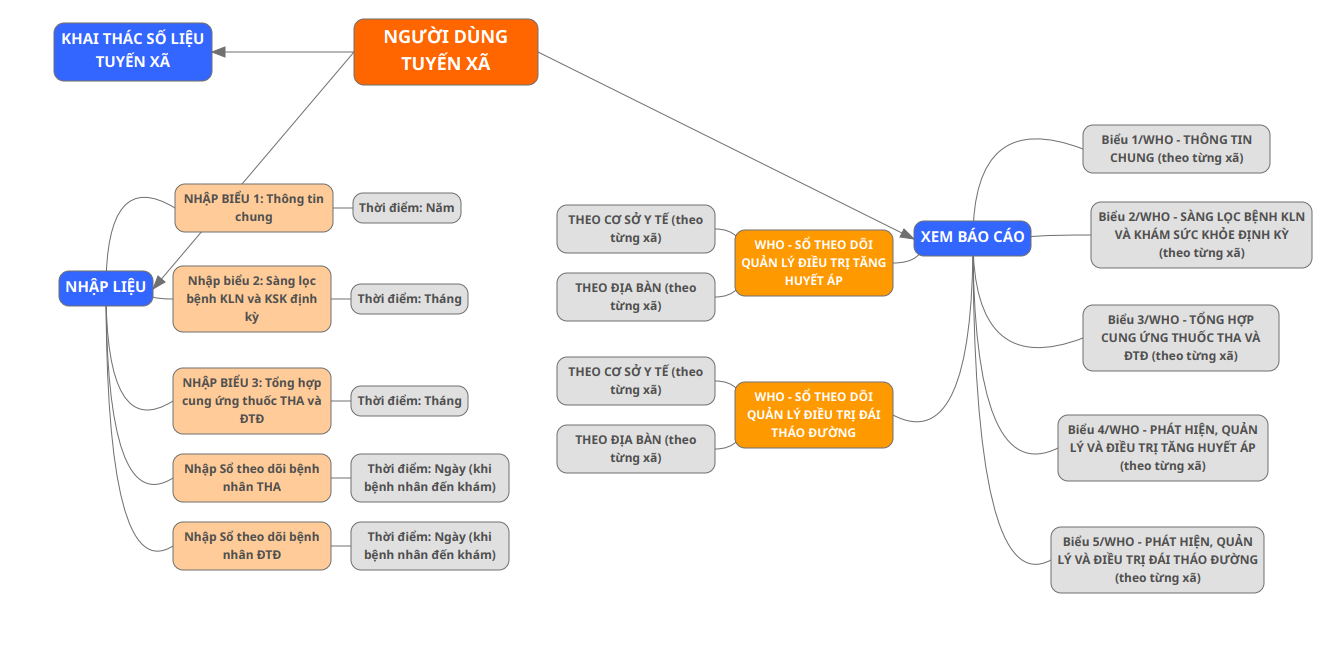 KHAI THÁC SỐ LIỆU
TUYẾN XÃ
NGƯỜI DÙNG
TUYẾN XÃ
NHẬP LIỆU
NHẬP BIỂU 1: Thông tin
chung
Thời điểm: Năm
Nhập biểu 2: Sàng lọc
bệnh KLN và KSK định
kỳ
Thời điểm: Tháng
NHẬP BIỂU 3: Tổng hợp
cung ứng thuốc THA và
ĐTĐ
Thời điểm: Tháng
Nhập Sổ theo dõi bệnh
nhân THA
Thời điểm: Ngày (khi
bệnh nhân đến khám)
Nhập Sổ theo dõi bệnh
nhân ĐTĐ
Thời điểm: Ngày (khi
bệnh nhân đến khám)
THEO CƠ SỞ Y TẾ (theo
từng xã)
THEO ĐỊA BÀN (theo
từng xã)
WHO - SỔ THEO DÕI
QUẢN LÝ ĐIỀU TRỊ TĂNG
HUYẾT ÁP
THEO CƠ SỞ Y TẾ (theo
từng xã)
THEO ĐỊA BÀN (theo
từng xã)
WHO - SỔ THEO DÕI
QUẢN LÝ ĐIỀU TRỊ ĐÁI
THÁO ĐƯỜNG
XEM BÁO CÁO
Biểu 1/WHO - THÔNG TIN
CHUNG (theo từng xã)
Biểu 2/WHO - SÀNG LỌC BỆNH KLN
VÀ KHÁM SỨC KHỎE ĐỊNH KỲ
(theo từng xã)
Biểu 3/WHO - TỔNG HỢP
CUNG ỨNG THUỐC THA VÀ
ĐTĐ (theo từng xã)
Biểu 4/WHO - PHÁT HIỆN, QUẢN
LÝ VÀ ĐIỀU TRỊ TĂNG HUYẾT ÁP
(theo từng xã)
Biểu 5/WHO - PHÁT HIỆN, QUẢN
LÝ VÀ ĐIỀU TRỊ ĐÁI THÁO ĐƯỜNG
(theo từng xã)